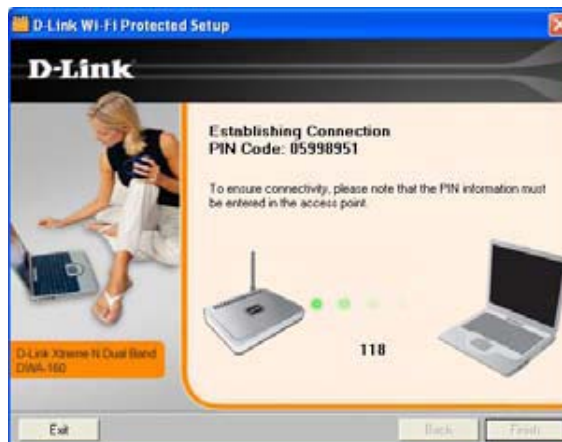 D-Link Wi-Fi Protected Setup
D-Link
Establishing Connection
PIN Code: 05998951
To ensure connectivity, please note that the PIN information must
be entered in the access point.
118
D-Link Xtreme N Dual Band
DWA-160
Exit
Back
Finish